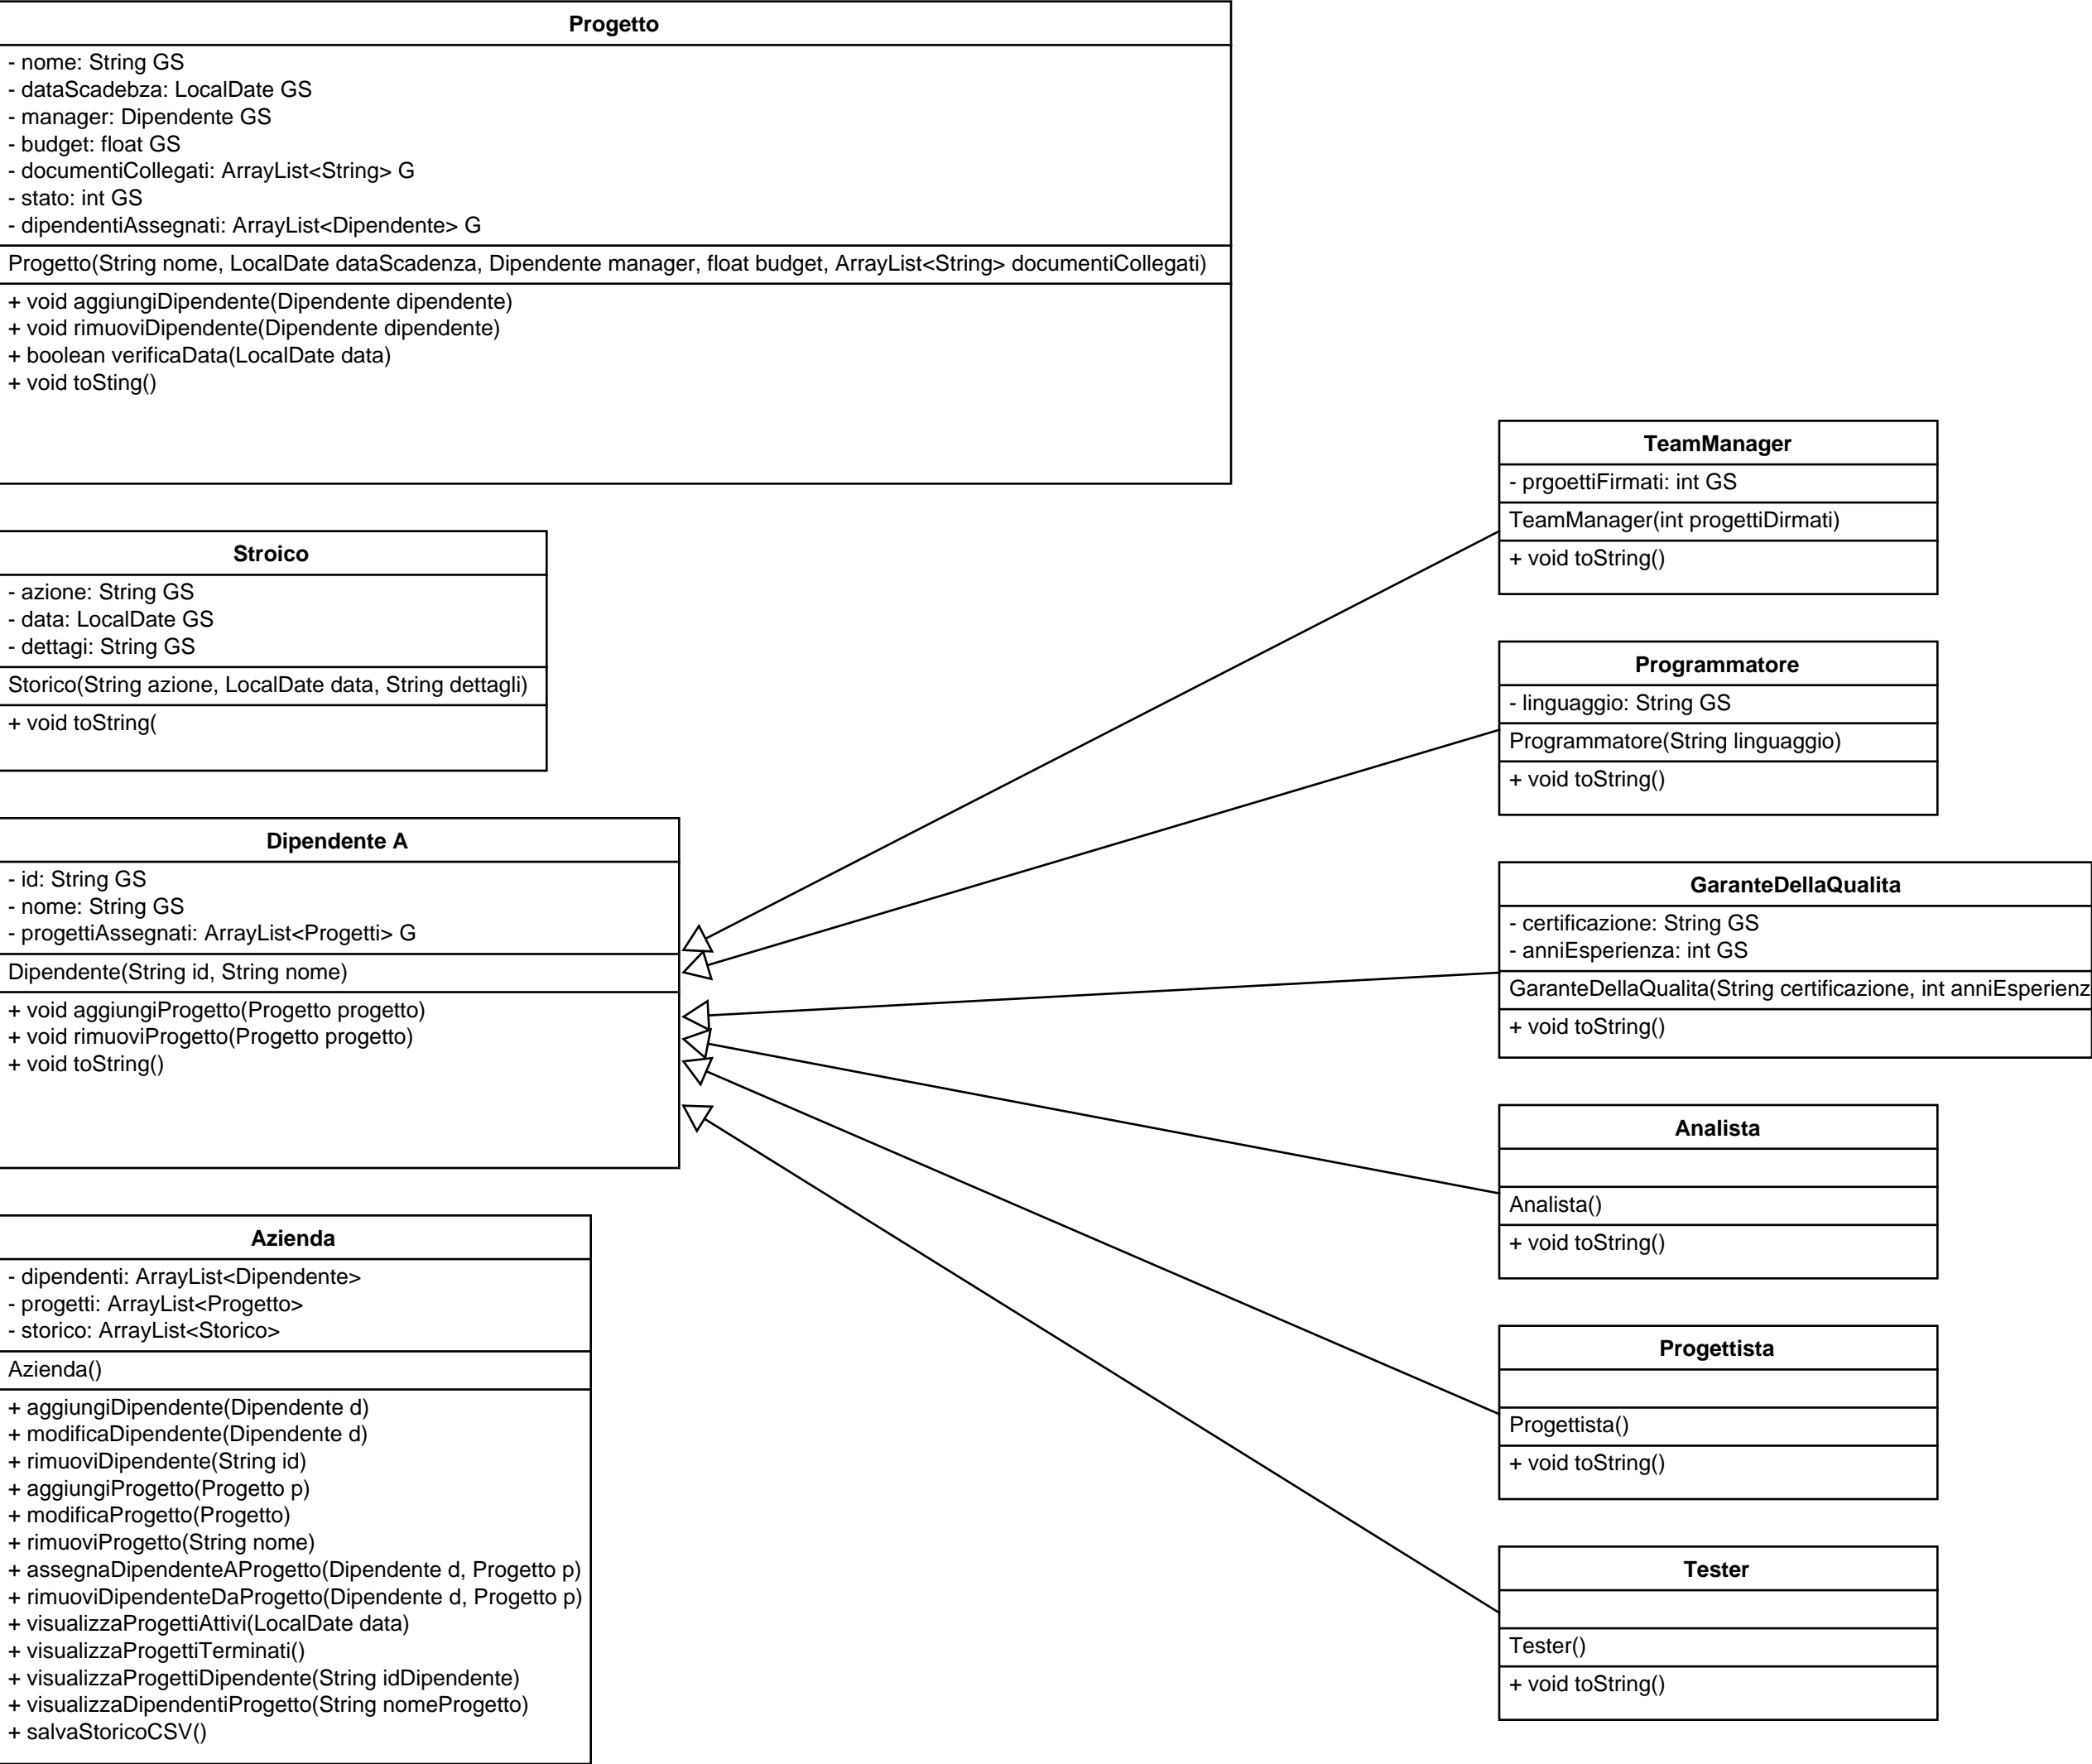 Progetto
- nome: String GS
- dataScadebza: LocalDate GS
- manager: Dipendente GS
- budget: float GS
- documentiCollegati: ArrayList<String> G
- stato: int GS
- dipendentiAssegnati: ArrayList<Dipendente> G
Progetto(String nome, LocalDate dataScadenza, Dipendente manager, float budget, ArrayList<String> documentiCollegati)
+ void aggiungiDipendente(Dipendente dipendente)
+ void rimuoviDipendente(Dipendente dipendente)
+ boolean verificaData(LocalDate data)
+ void toSting()
Stroico
- azione: String GS
- data: LocalDate GS
- dettagi: String GS
Storico(String azione, LocalDate data, String dettagli)
+ void toString(
Dipendente A
- id: String GS
- nome: String GS
- progettiAssegnati: ArrayList<Progetti> G
Dipendente(String id, String nome)
+ void aggiungiProgetto(Progetto progetto)
+ void rimuoviProgetto(Progetto progetto)
+ void toString()
Azienda
- dipendenti: ArrayList<Dipendente>
- progetti: ArrayList<Progetto>
- storico: ArrayList<Storico>
Azienda()
+ aggiungiDipendente(Dipendente d)
+ modificaDipendente(Dipendente d)
+ rimuoviDipendente(String id)
+ aggiungiProgetto(Progetto p)
+ modificaProgetto(Progetto)
+ rimuoviProgetto(String nome)
+ assegnaDipendenteAProgetto(Dipendente d, Progetto p)
+ rimuoviDipendenteDaProgetto(Dipendente d, Progetto p)
+ visualizzaProgettiAttivi(LocalDate data)
+ visualizzaProgettiTerminati()
+ visualizzaProgettiDipendente(String idDipendente)
+ visualizzaDipendentiProgetto(String nomeProgetto)
+ salvaStoricoCSV()
TeamManager
- prgoettiFirmati: int GS
TeamManager(int progettiDirmati)
+ void toString()
Programmatore
- linguaggio: String GS
Programmatore(String linguaggio)
+ void toString()
GaranteDellaQualita
- certificazione: String GS
- anniEsperienza: int GS
GaranteDellaQualita(String certificazione, int anniEsperienz
+ void toString()
Analista
Analista()
+ void toString()
Progettista
Progettista()
+ void toString()
Tester
Tester()
+ void toString()